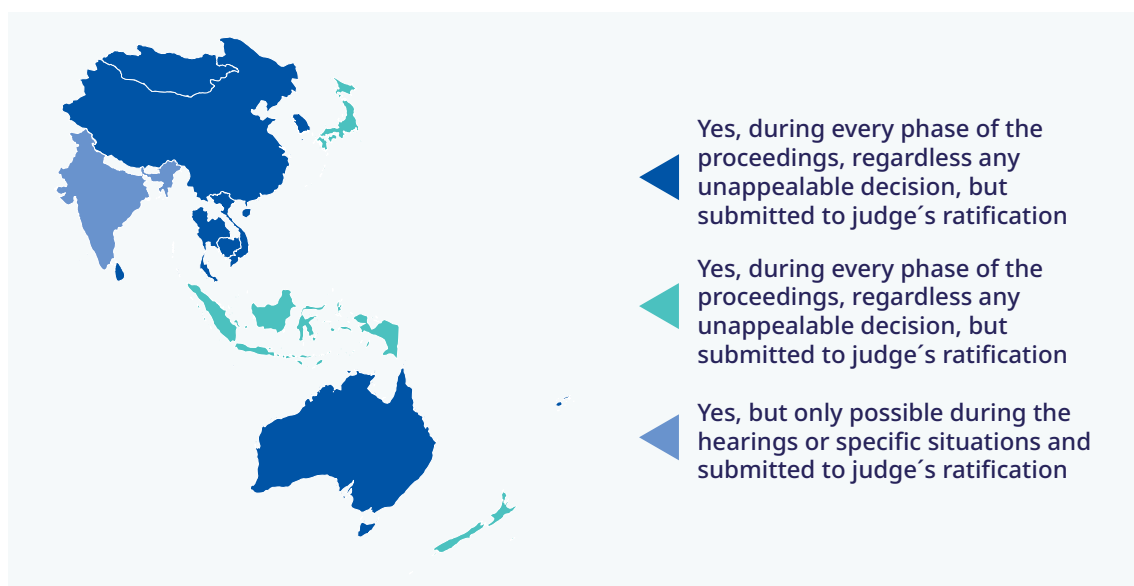 Yes, during every phase of the
proceedings, regardless any
unappealable decision, but
submitted to judge´s ratification
Yes, during every phase of the
proceedings, regardless any
unappealable decision, but
submitted to judge´s ratification
Yes, but only possible during the
hearings or specific situations and
submitted to judge´s ratification